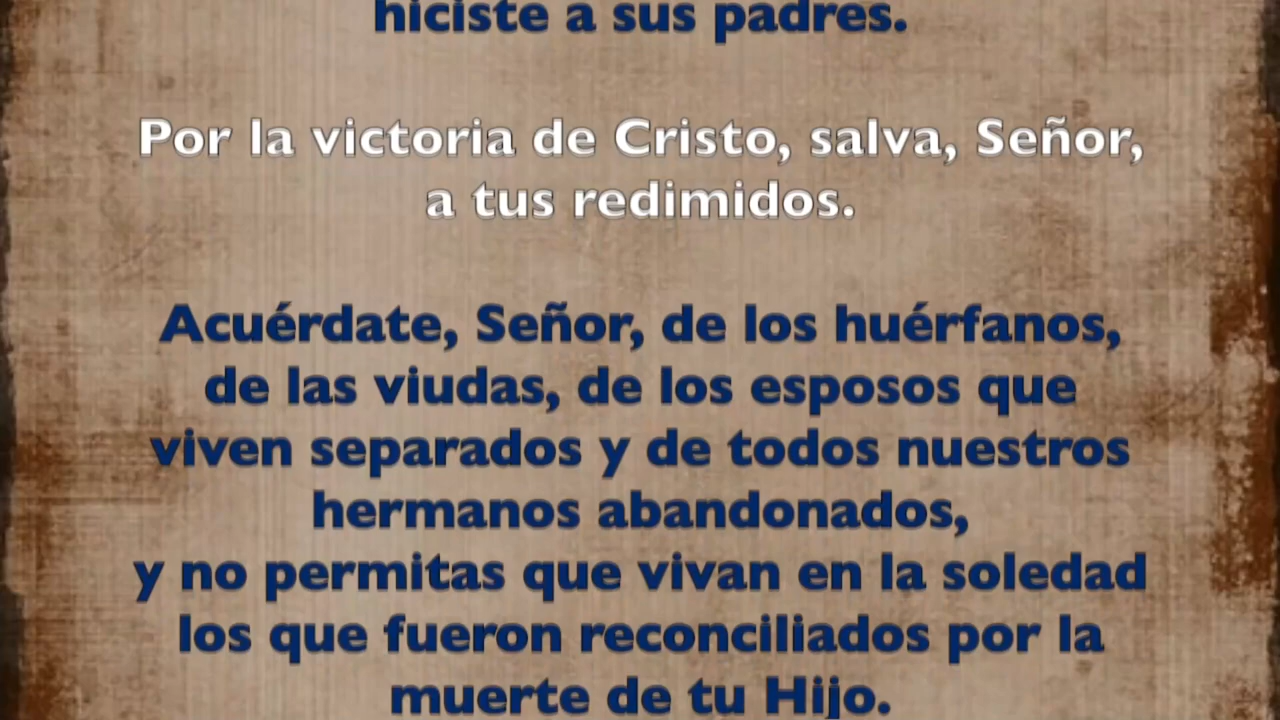 hiciste a sus padres.
Por la victoria de Cristo, salva, Señor,
a tus redimidos.
Acuérdate, Señor, de los huérfanos,
de las viudas, de los esposos que
viven separados y de todos nuestros
hermanos abandonados,
y no permitas que vivan en la soledad
los que fueron reconciliados por la
muerte de tu Hijo.